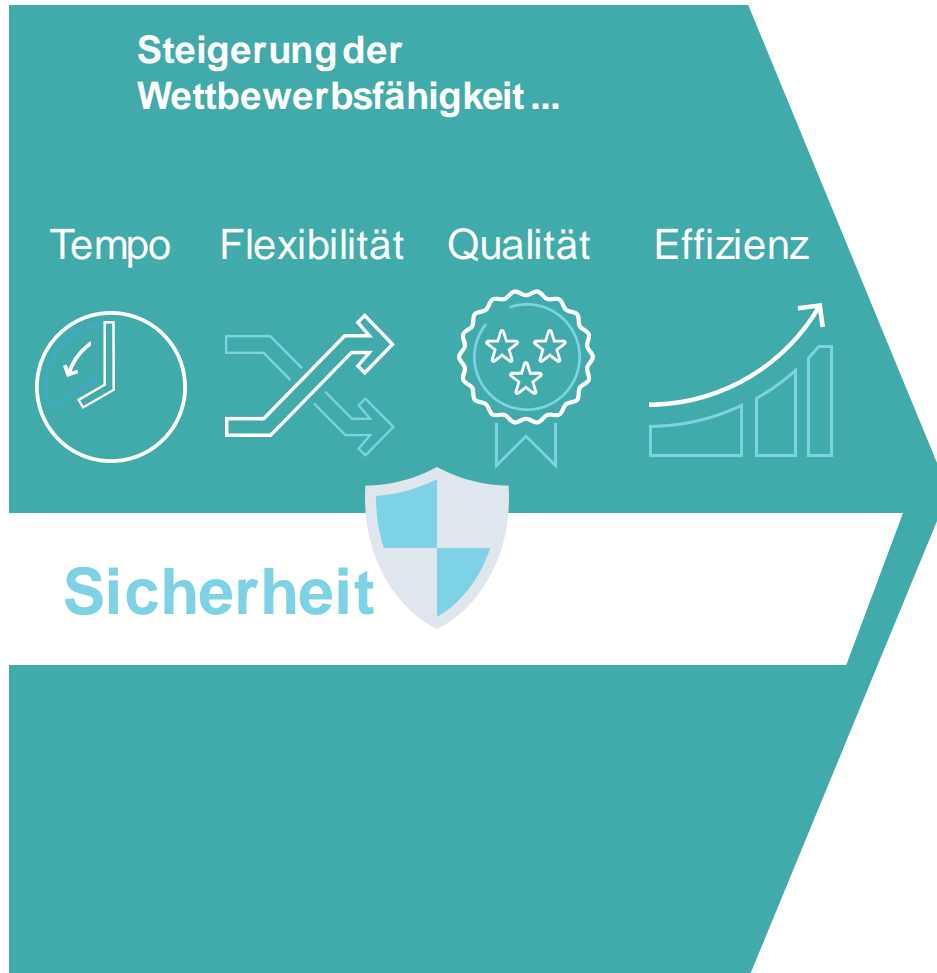 Steigerung der
Wettbewerbsfähigkeit ...
Tempo Flexibilität Qualität Effizienz
Sicherheit